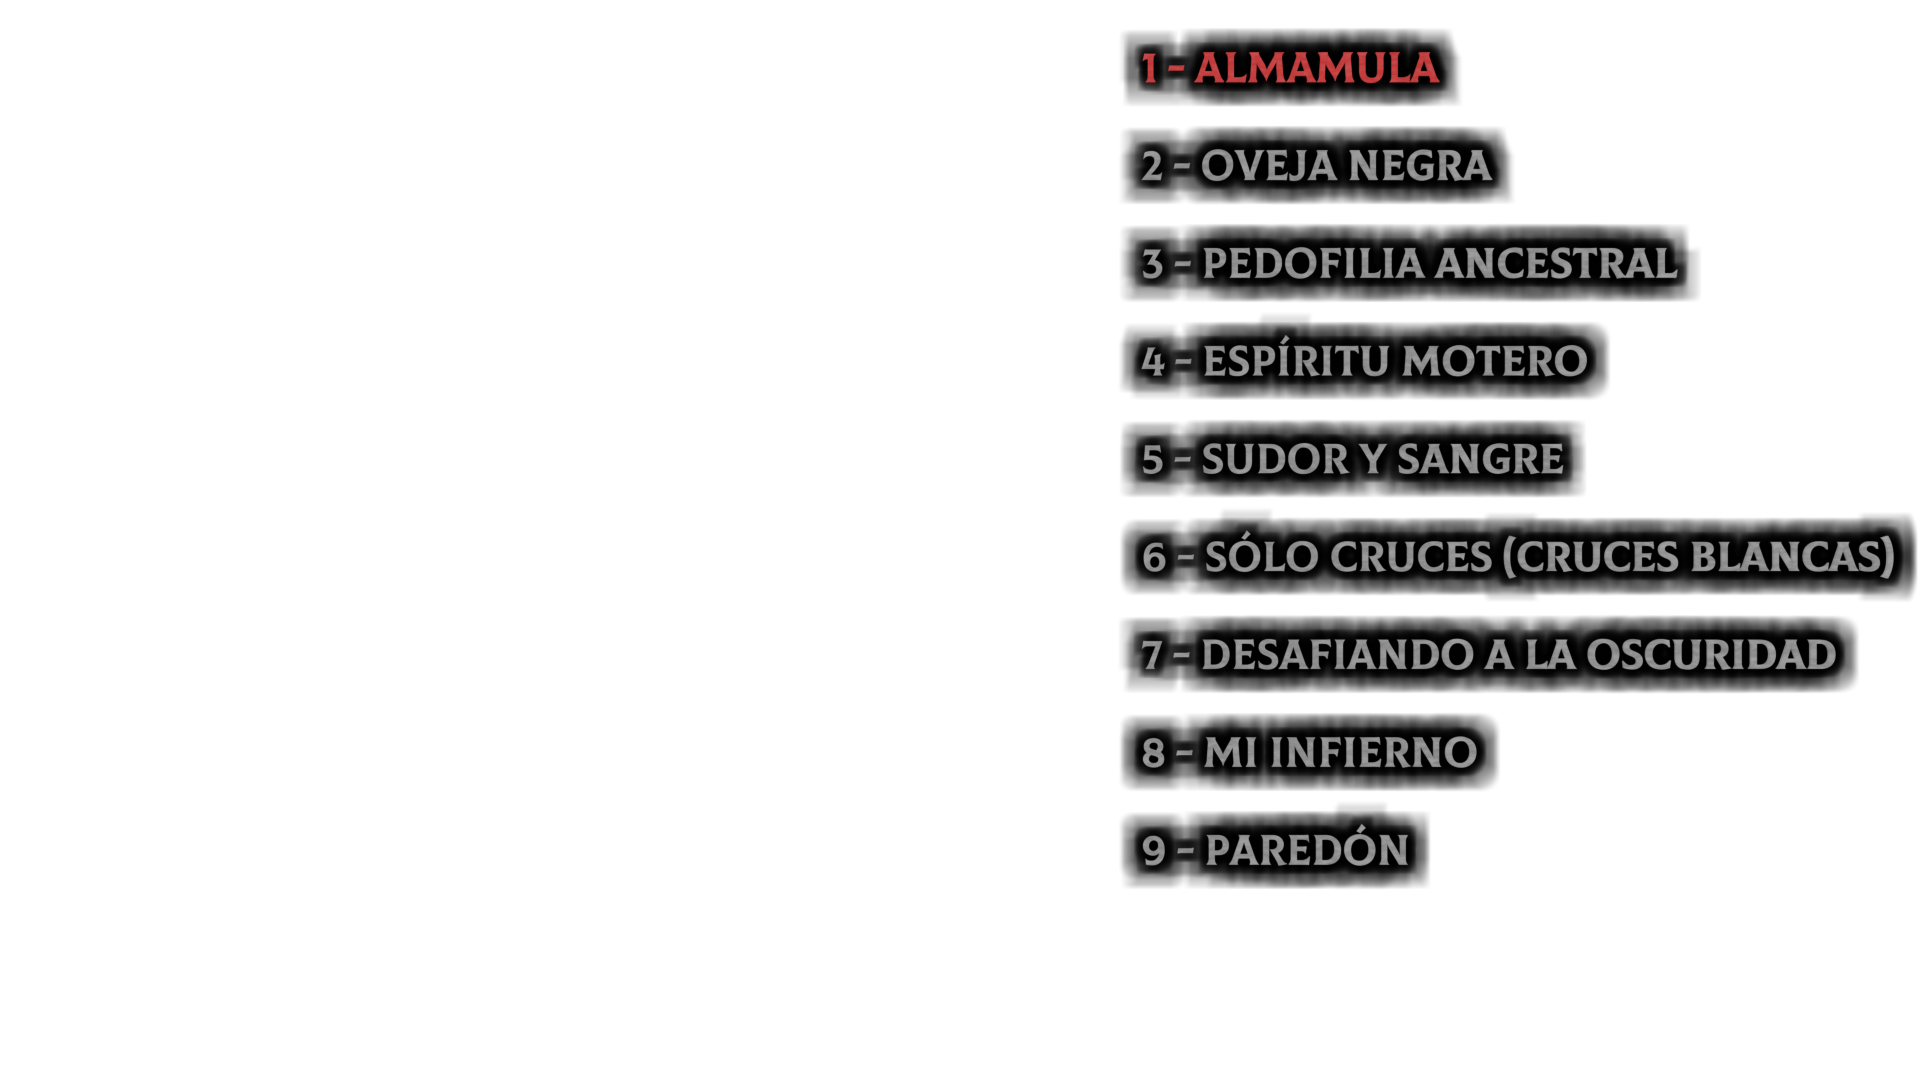 1 - ALMAMULA
2 - OVEJA NEGRA
3 - PEDOFILIA ANCESTRAL
4 - ESPÍRITU MOTERO
5 - SUDOR Y SANGRE
6 - SÓLO CRUCES (CRUCES BLANCAS)
7 - DESAFIANDO A LA OSCURIDAD
8 - MI INFIERNO
9 - PAREDÓN